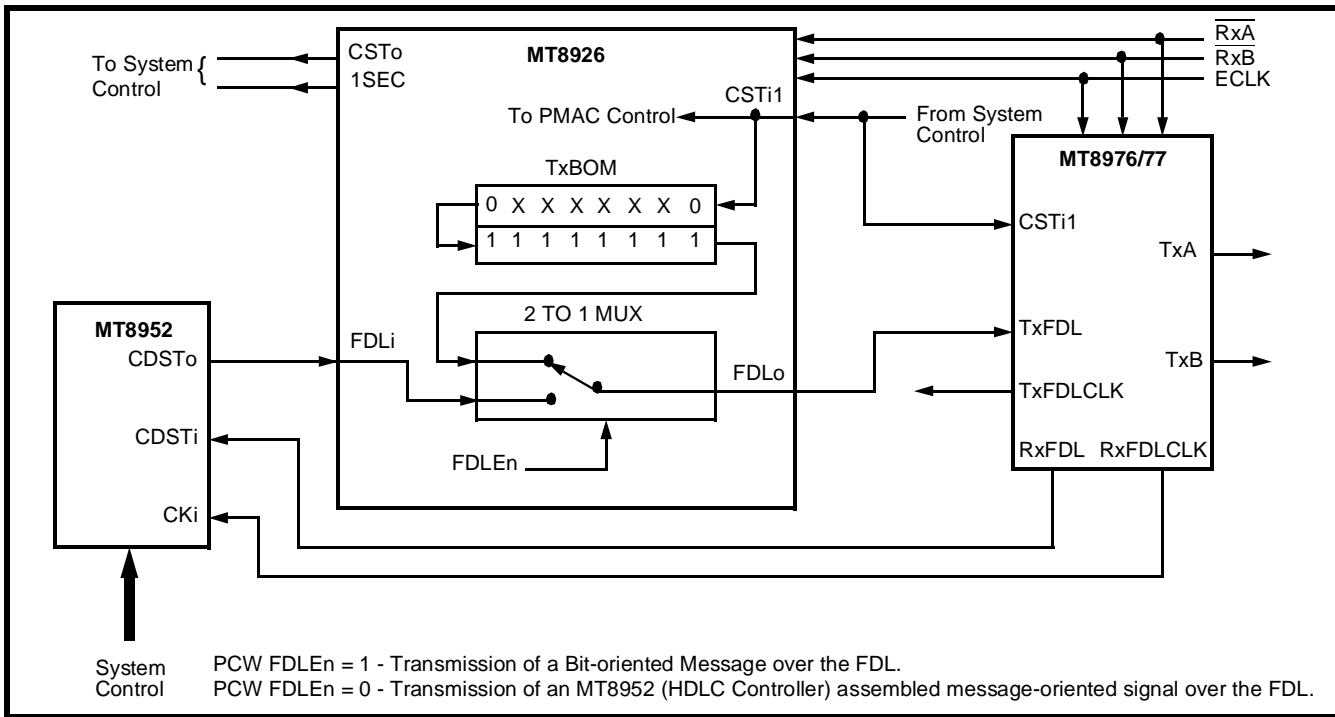 CSTo
1SEC
MT8926
RxA
RxB
ECLK
To System {
Control
CSTi1
To PMAC Control
From System
Control
TxBOM
0 X X X X X X 0
1 1 1 1 1 1 1 1
MT8976/77
CSTi1
TxA
TxFDL
TxB
TxFDLCLK
RxFDL RxFDLCLK
2 TO 1 MUX
FDLi
FDLo
FDLEn
MT8952
CDSTo
CDSTi
CKi
System
Control
PCW FDLEn = 1 - Transmission of a Bit-oriented Message over the FDL.
PCW FDLEn = 0 - Transmission of an MT8952 (HDLC Controller) assembled message-oriented signal over the FDL.